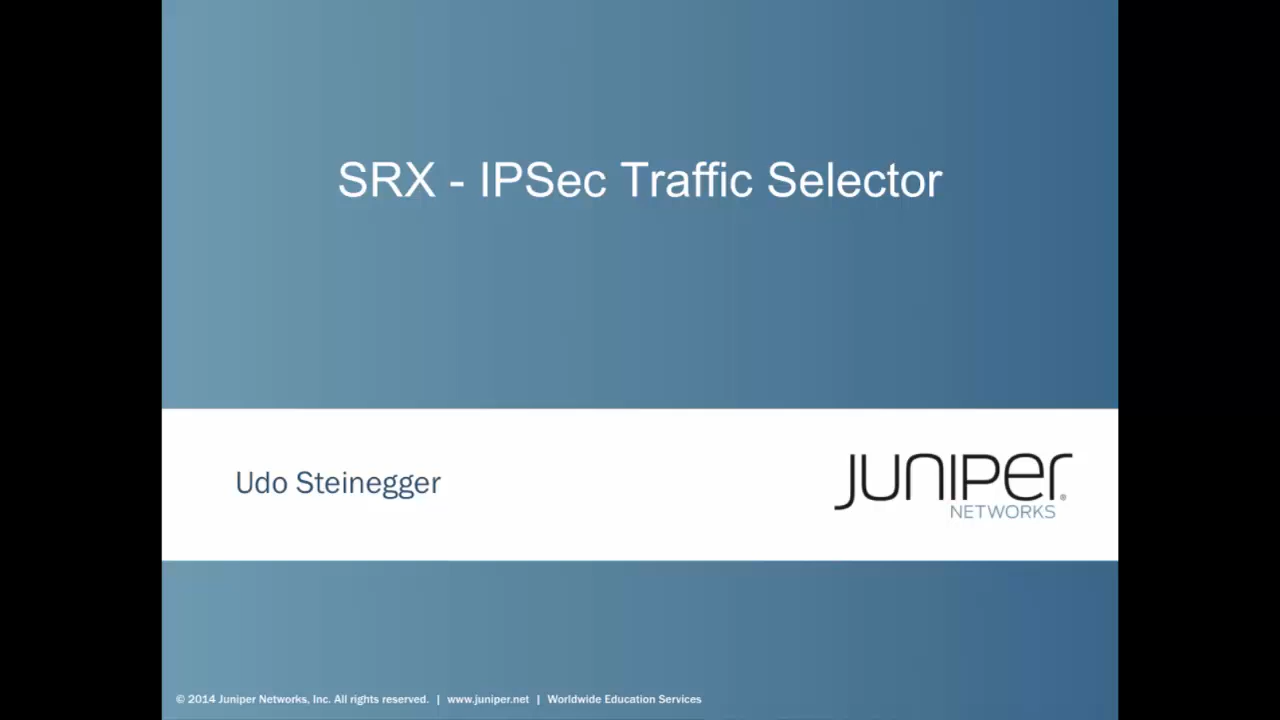 SRX - IPSec Traffic Selector
Udo Steinegger
JUNIPER
NETWORKS
© 2014 Juniper Networks, Inc. All rights reserved. | www.juniper.net | Worldwide Education Services